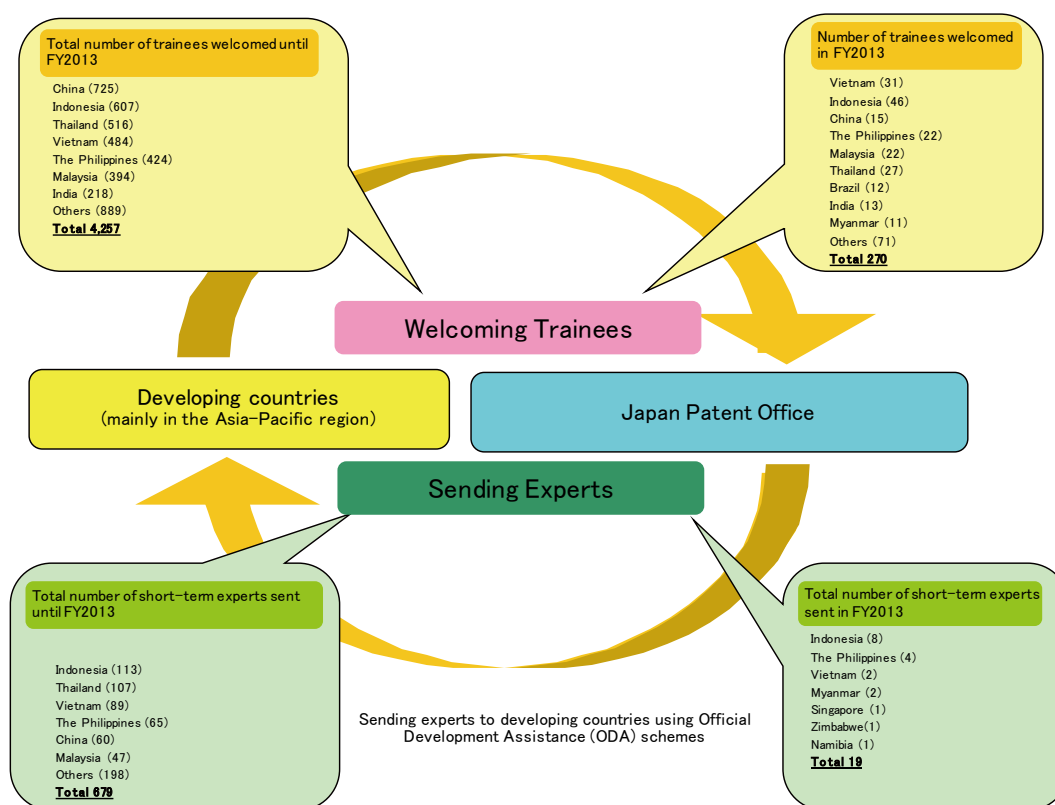 Total number of trainees welcomed until
FY2013
China (725)
Indonesia (607)
Thailand (516)
Vietnam (484)
The Philippines (424)
Malaysia (394)
India (218)
Others (889)
Total 4,257
Number of trainees welcomed
in FY2013
Vietnam (31)
Indonesia (46)
China (15)
The Philippines (22)
Malaysia (22)
Thailand (27)
Brazil (12)
India (13)
Myanmar (11)
Others (71)
Total 270
Welcoming Trainees
Developing countries
(mainly in the Asia-Pacific region)
Japan Patent Office
Sending Experts
Total number of short-term experts sent
until FY2013
Indonesia (113)
Thailand (107)
Vietnam (89)
The Philippines (65)
China (60)
Malaysia (47)
Others (198)
Total 679
Sending experts to developing countries using Official
Development Assistance (ODA) schemes
Total number of short-term experts
sent in FY2013
Indonesia (8)
The Philippines (4)
Vietnam (2)
Myanmar (2)
Singapore (1)
Zimbabwe(1)
Namibia (1)
Total 19